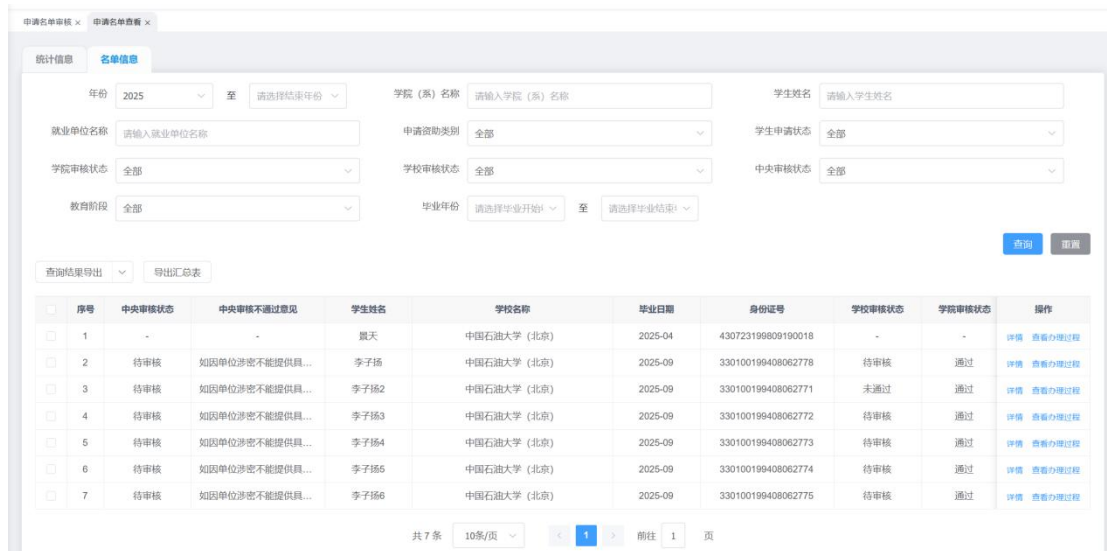 申请名单审核 × 申请名单查看 ×
统计信息 名单信息
年份 2025 至 请选择结束年份 学院（系）名称 请输入学院（系）名称 学生姓名 请输入学生姓名
就业单位名称 请输入就业单位名称 申请资助类别 全部 学生申请状态 全部
学院审核状态 全部 学校审核状态 全部 中央审核状态 全部
教育阶段 全部 毕业年份 请选择毕业开始 至 请选择毕业结束
查询 重置
查询结果导出 导出汇总表
序号 中央审核状态 中央审核不通过意见 学生姓名 学校名称 毕业日期 身份证号 学校审核状态 学院审核状态 操作
1 - - 景天 中国石油大学（北京） 2025-04 430723199809190018 - - 详情 查看办理过程
2 待审核 如因单位涉密不能提供具... 李子扬 中国石油大学（北京） 2025-09 330100199408062778 待审核 通过 详情 查看办理过程
3 待审核 如因单位涉密不能提供具... 李子扬2 中国石油大学（北京） 2025-09 330100199408062771 未通过 通过 详情 查看办理过程
4 待审核 如因单位涉密不能提供具... 李子扬3 中国石油大学（北京） 2025-09 330100199408062772 待审核 通过 详情 查看办理过程
5 待审核 如因单位涉密不能提供具... 李子扬4 中国石油大学（北京） 2025-09 330100199408062773 待审核 通过 详情 查看办理过程
6 待审核 如因单位涉密不能提供具... 李子扬5 中国石油大学（北京） 2025-09 330100199408062774 待审核 通过 详情 查看办理过程
7 待审核 如因单位涉密不能提供具... 李子扬6 中国石油大学（北京） 2025-09 330100199408062775 待审核 通过 详情 查看办理过程
共 7 条 10条/页 < 1 > 前往 1 页